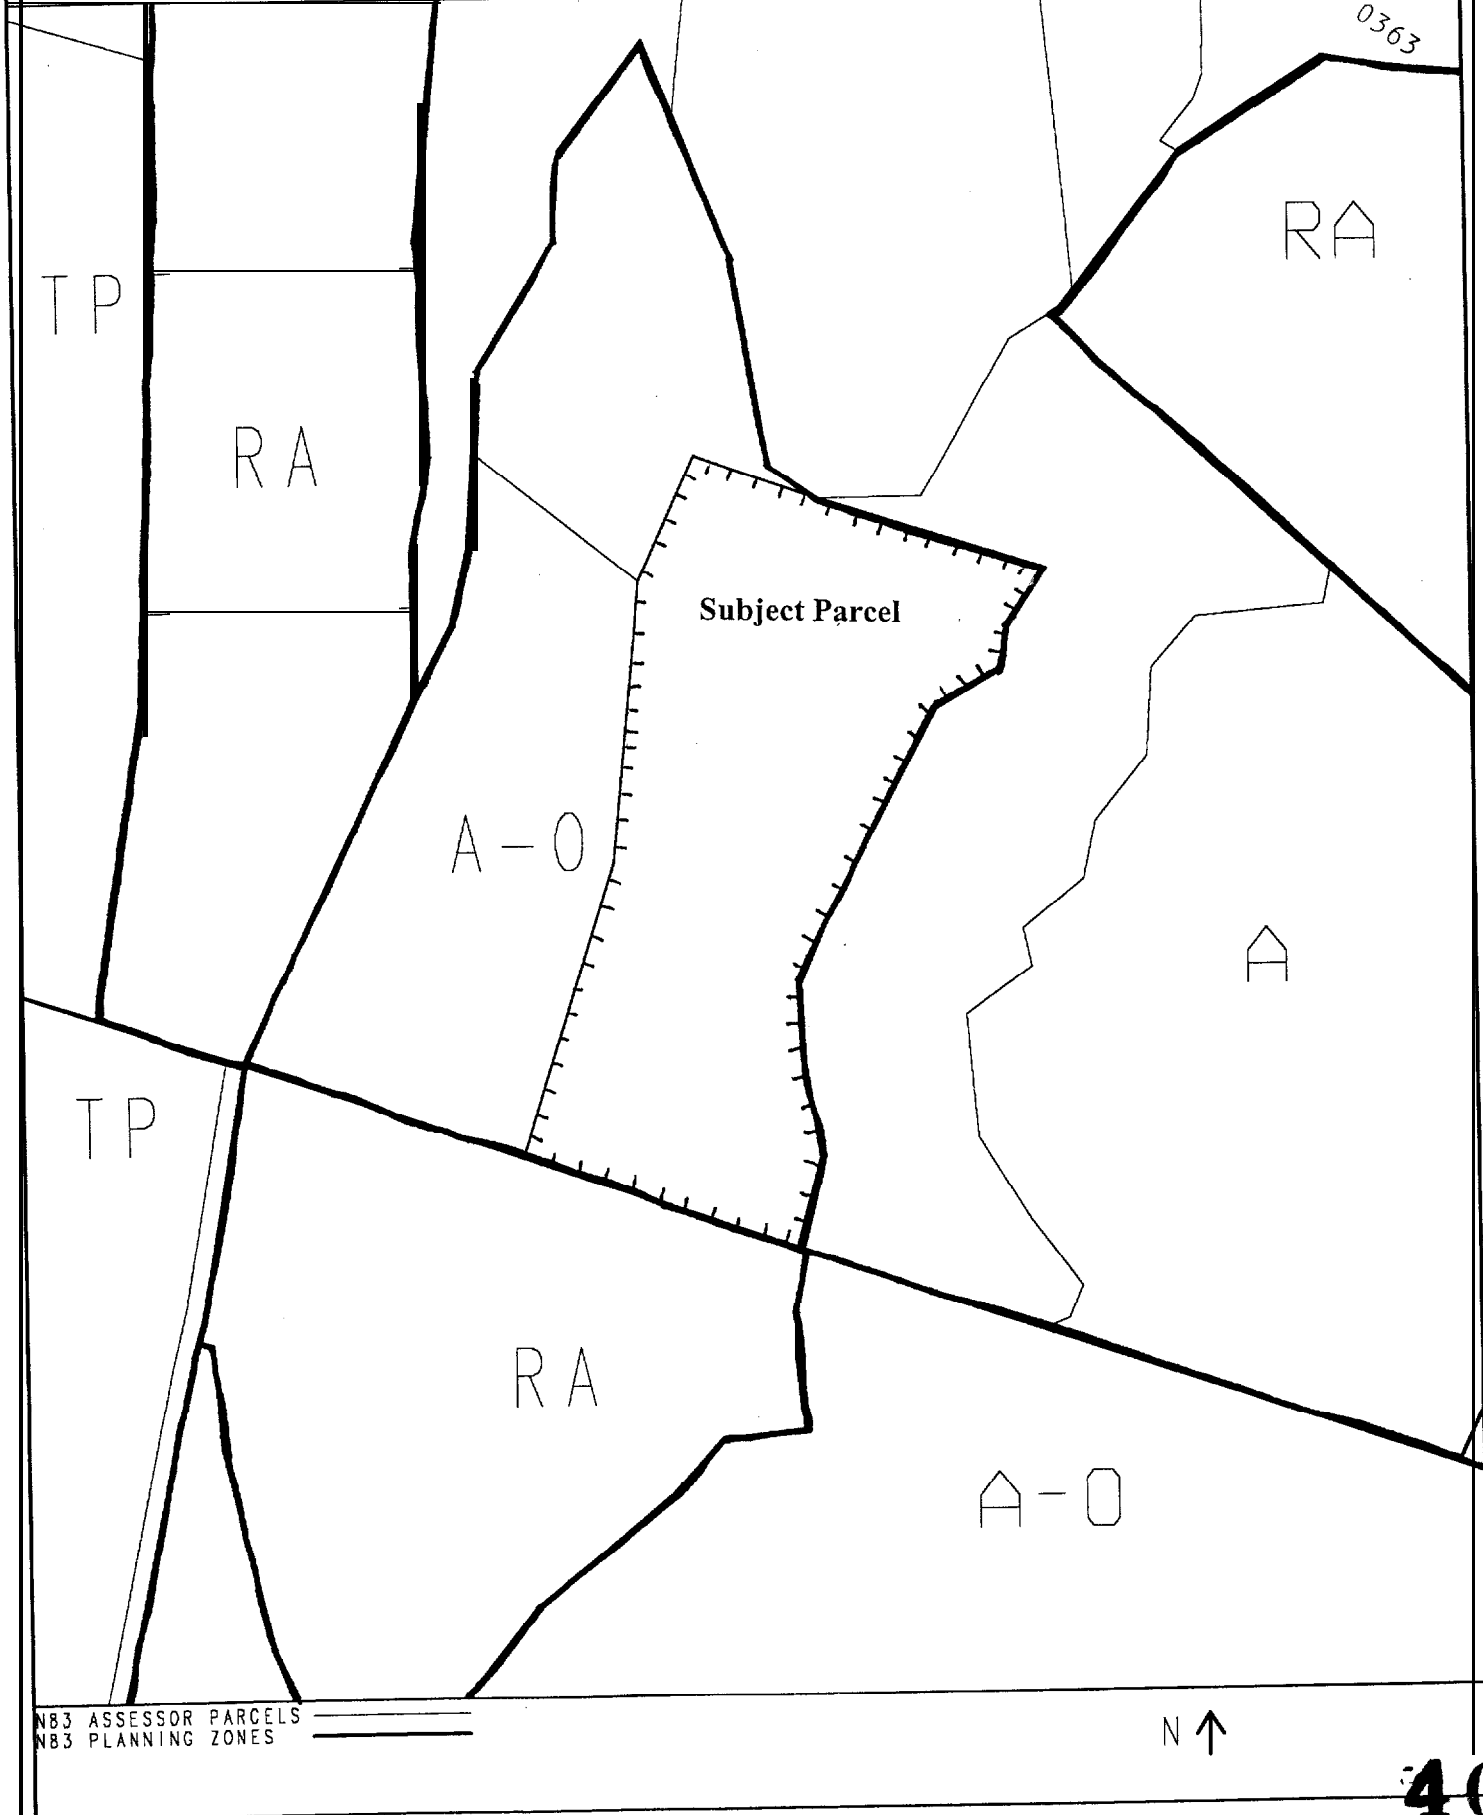 0363
RA
TP
RA
Subject Parcel
A-O
A
TP
RA
A-O
N83 ASSESSOR PARCELS
N83 PLANNING ZONES
N